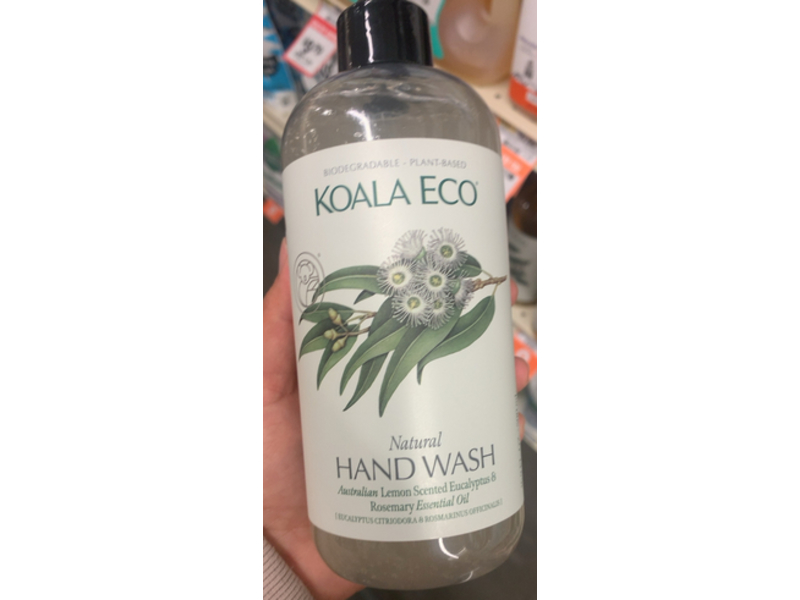 BIODEGRADABLE - PLANT-BASED
KOALA ECO
Natural
HAND WASH
Australian Lemon Scented Eucalyptus &
Rosemary Essential Oil
(EUCALYPTUS CITRIODORA & ROSMARINUS OFFICINALIS)